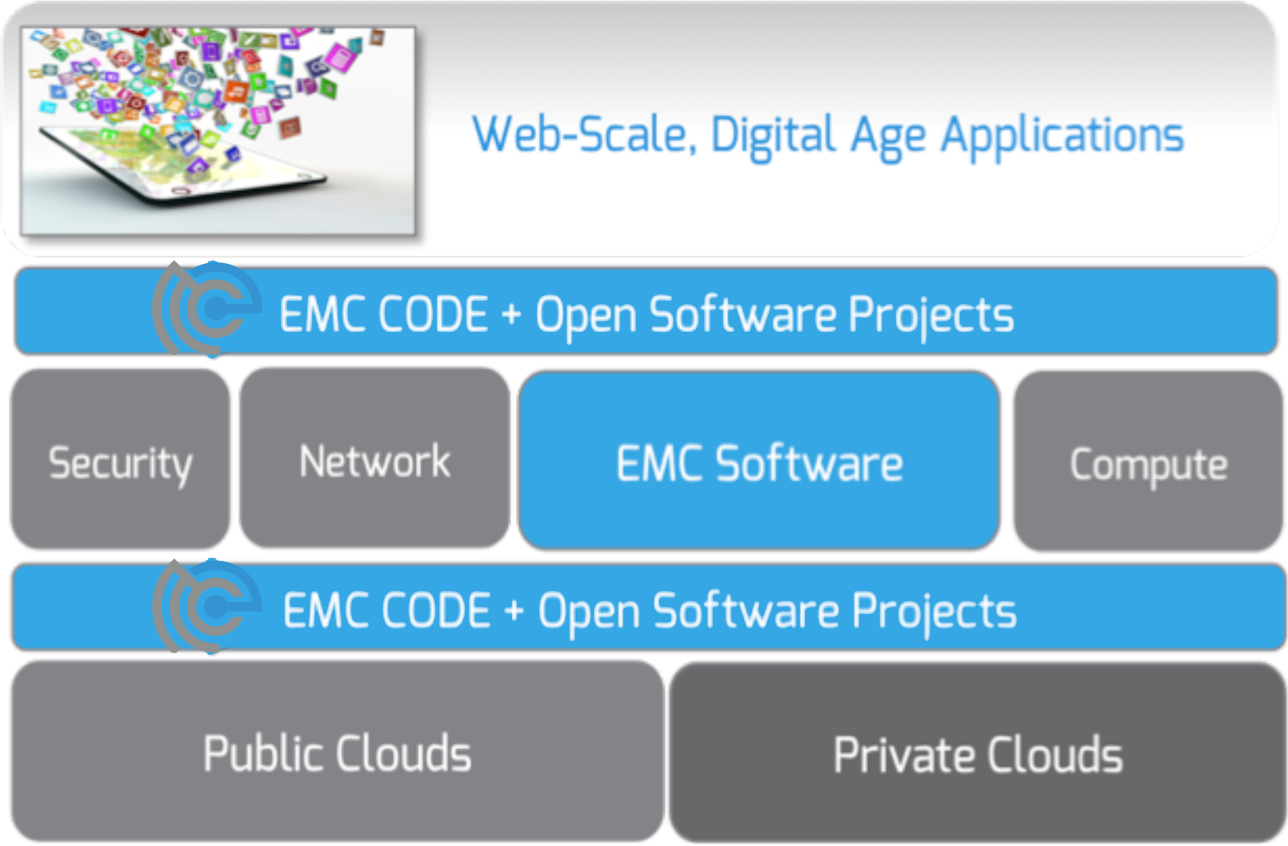 Web-Scale, Digital Age Applications
EMC CODE + Open Software Projects
Security
Network
EMC Software
Compute
EMC CODE + Open Software Projects
Public Clouds
Private Clouds